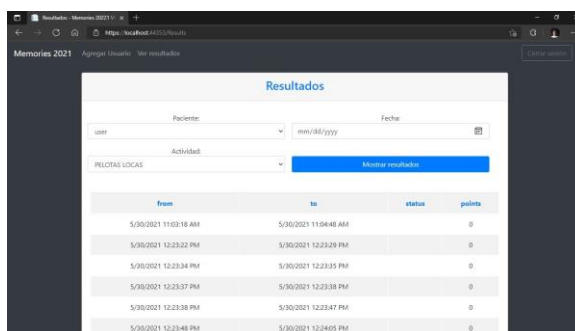 Resultados - Memories 2021
https://localhost:44353/Results
Memories 2021 Agregar Usuario Ver resultados Cerrar sesión
Resultados
Paciente: Fecha:
user mm/dd/yyyy
Actividad:
PELOTAS LOCAS Mostrar resultados
from to status points
5/30/2021 11:03:18 AM 5/30/2021 11:04:48 AM 0
5/30/2021 12:23:22 PM 5/30/2021 12:23:29 PM 0
5/30/2021 12:23:34 PM 5/30/2021 12:23:35 PM 0
5/30/2021 12:23:37 PM 5/30/2021 12:23:38 PM 0
5/30/2021 12:23:38 PM 5/30/2021 12:23:47 PM 0
5/30/2021 12:23:48 PM 5/30/2021 12:24:05 PM 0